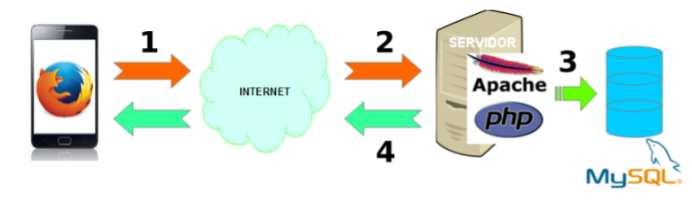 1
INTERNET
2
SERVIDOR
Apache
php
3
MySQL
4